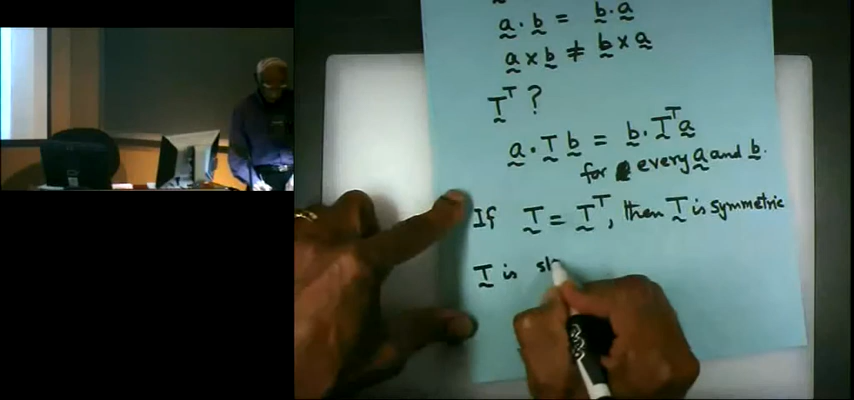 a · b = b · a
a × b ≠ b × a
T^T ?
a · T b = b · T^T a
for every a and b.
If T = T^T, then T is symmetric
T is sk